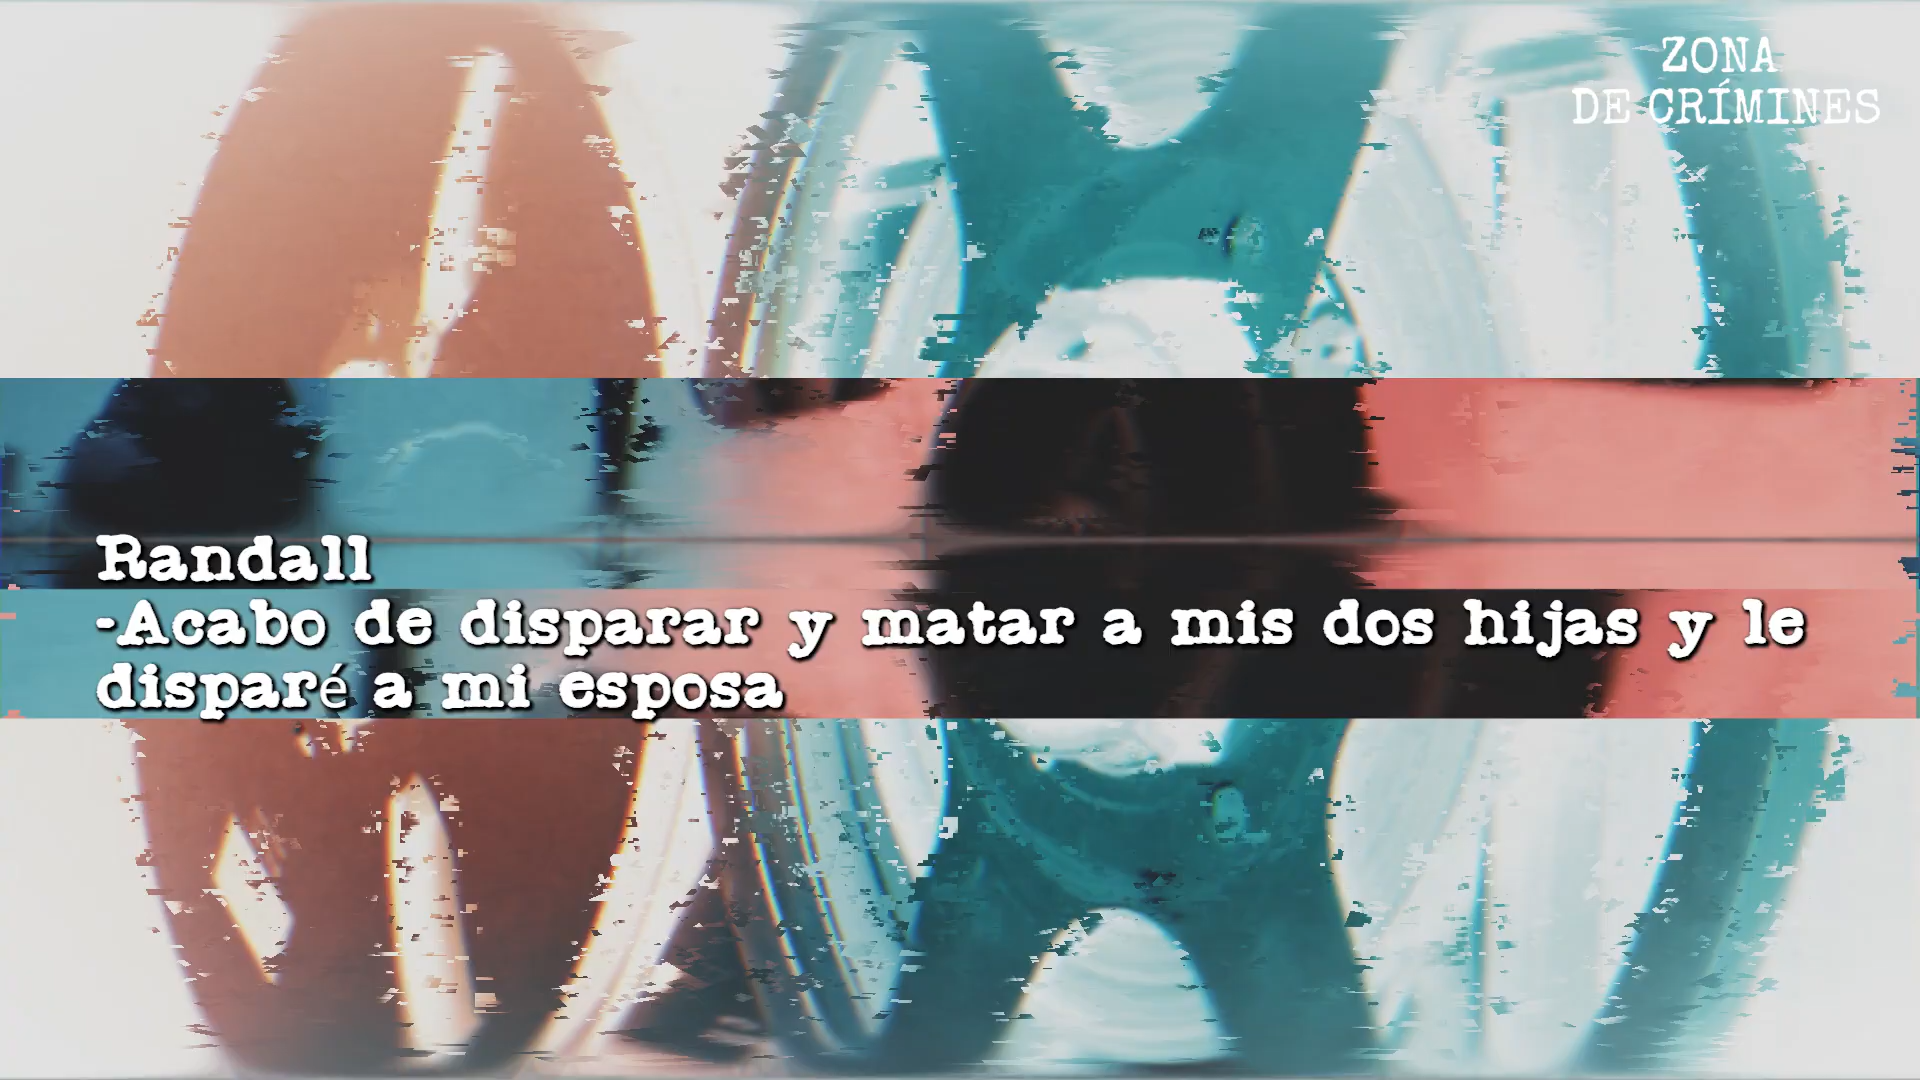 ZONA
DE CRÍMINES
Randall
-Acabo de disparar y matar a mis dos hijas y le
disparé a mi esposa